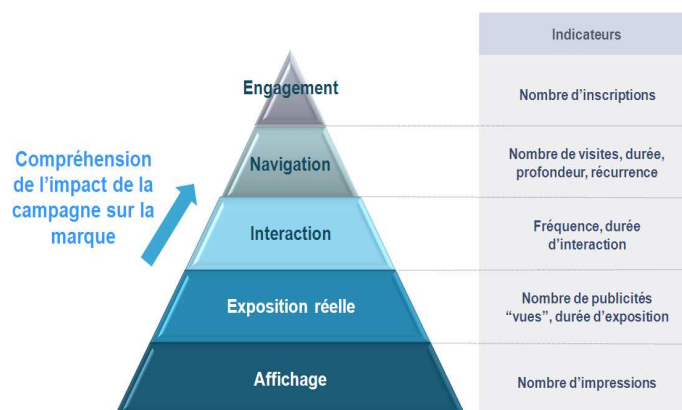 Indicateurs
Engagement
Nombre d’inscriptions
Compréhension
de l’impact de la
campagne sur la
marque
Navigation
Nombre de visites, durée,
profondeur, récurrence
Interaction
Fréquence, durée
d’interaction
Exposition réelle
Nombre de publicités
“vues”, durée d’exposition
Affichage
Nombre d’impressions